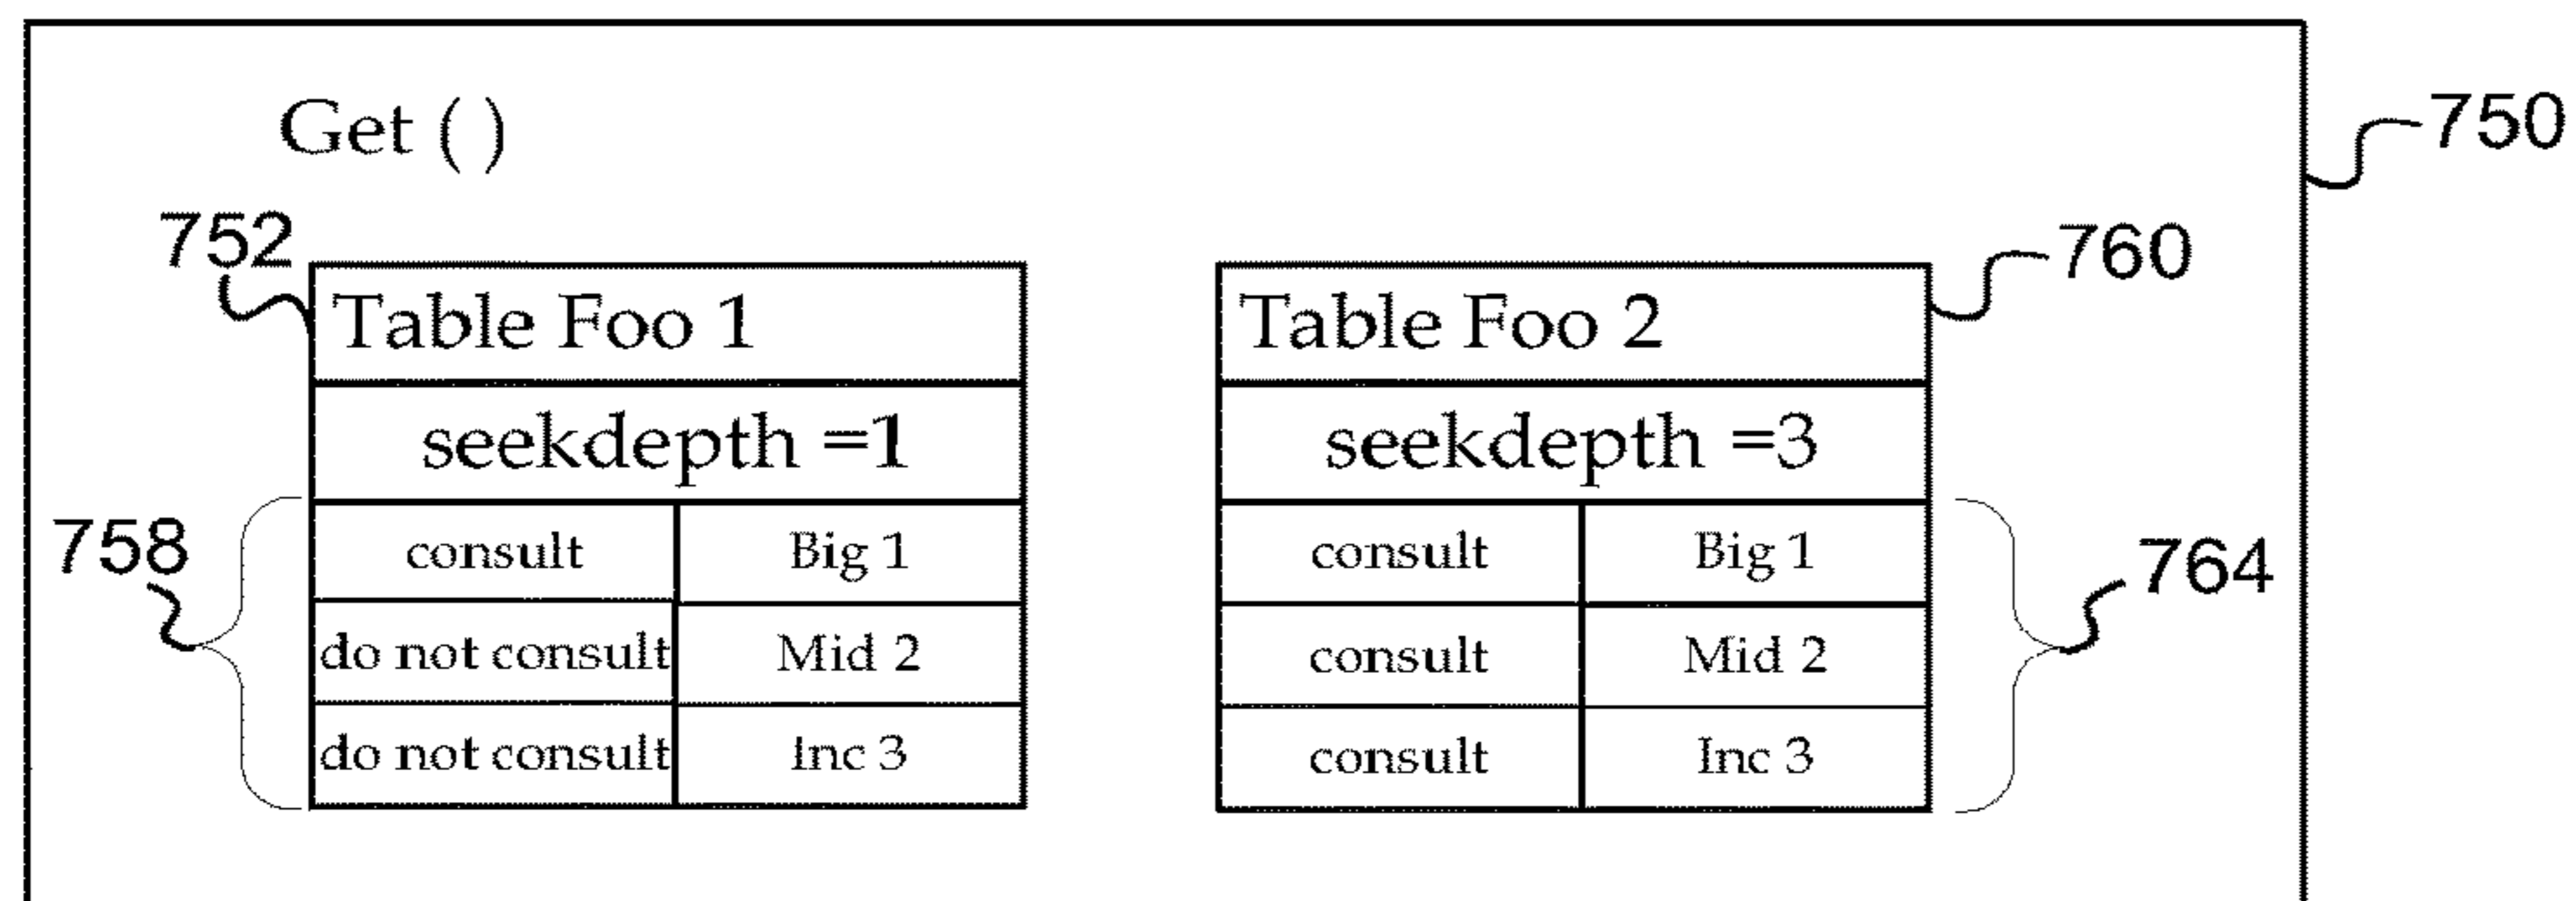 Get ( )
750
752
760
Table Foo 1
Table Foo 2
seekdepth =1
seekdepth =3
758
consult Big 1
do not consult Mid 2
do not consult Inc 3
consult Big 1
consult Mid 2
consult Inc 3
764